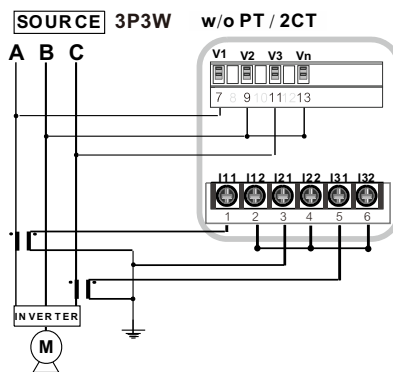 SOURCE 3P3W w/o PT / 2CT
A B C
V1 V2 V3 Vn
7 8 9 10 11 12 13
I11 I12 I21 I22 I31 I32
1 2 3 4 5 6
INVERTER
M